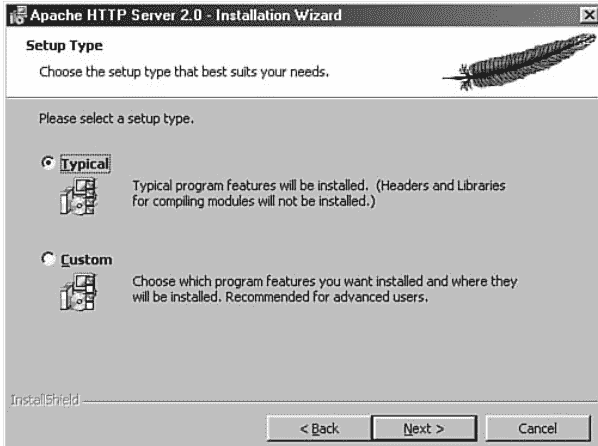 Apache HTTP Server 2.0 - Installation Wizard
Setup Type
Choose the setup type that best suits your needs.
Please select a setup type.
Typical
Typical program features will be installed. (Headers and Libraries
for compiling modules will not be installed.)
Custom
Choose which program features you want installed and where they
will be installed. Recommended for advanced users.
InstallShield
< Back
Next >
Cancel